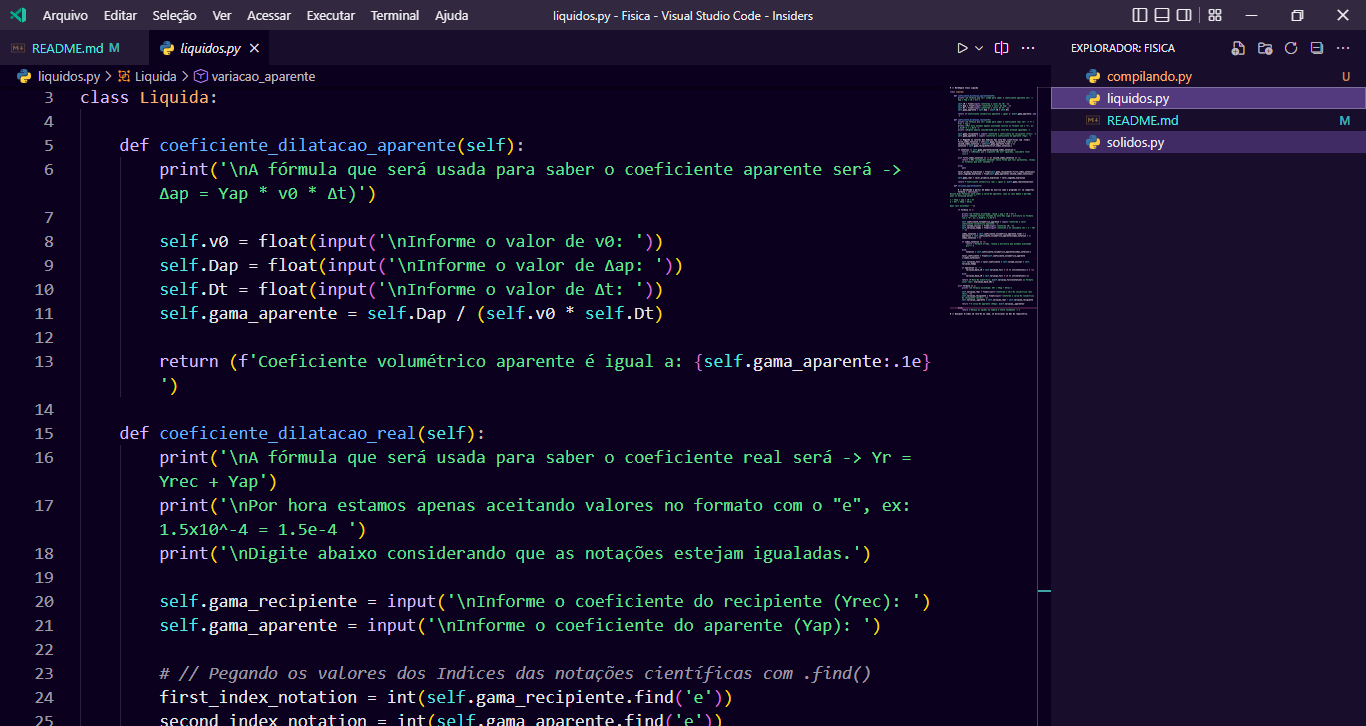 Arquivo Editar Seleção Ver Acessar Executar Terminal Ajuda liquidos.py - Fisica - Visual Studio Code - Insiders
README.md M liquidos.py
EXPLORADOR: FISICA
liquidos.py > Liquida > variacao_aparente
compilando.py U
liquidos.py
README.md M
solidos.py
3 class Liquida:
4
5 def coeficiente_dilatacao_aparente(self):
6 print('\nA fórmula que será usada para saber o coeficiente aparente será ->
Δap = Yap * v0 * Δt)')
7
8 self.v0 = float(input('\nInforme o valor de v0: '))
9 self.Dap = float(input('\nInforme o valor de Δap: '))
10 self.Dt = float(input('\nInforme o valor de Δt: '))
11 self.gama_aparente = self.Dap / (self.v0 * self.Dt)
12
13 return (f'Coeficiente volumétrico aparente é igual a: {self.gama_aparente:.1e}
')
14
15 def coeficiente_dilatacao_real(self):
16 print('\nA fórmula que será usada para saber o coeficiente real será -> Yr =
Yrec + Yap')
17 print('\nPor hora estamos apenas aceitando valores no formato com o "e", ex:
1.5x10^-4 = 1.5e-4 ')
18 print('\nDigite abaixo considerando que as notações estejam igualadas.')
19
20 self.gama_recipiente = input('\nInforme o coeficiente do recipiente (Yrec): ')
21 self.gama_aparente = input('\nInforme o coeficiente do aparente (Yap): ')
22
23 # // Pegando os valores dos Indices das notações científicas com .find()
24 first_index_notation = int(self.gama_recipiente.find('e'))
25 second_index_notation = int(self.gama_aparente.find('e'))